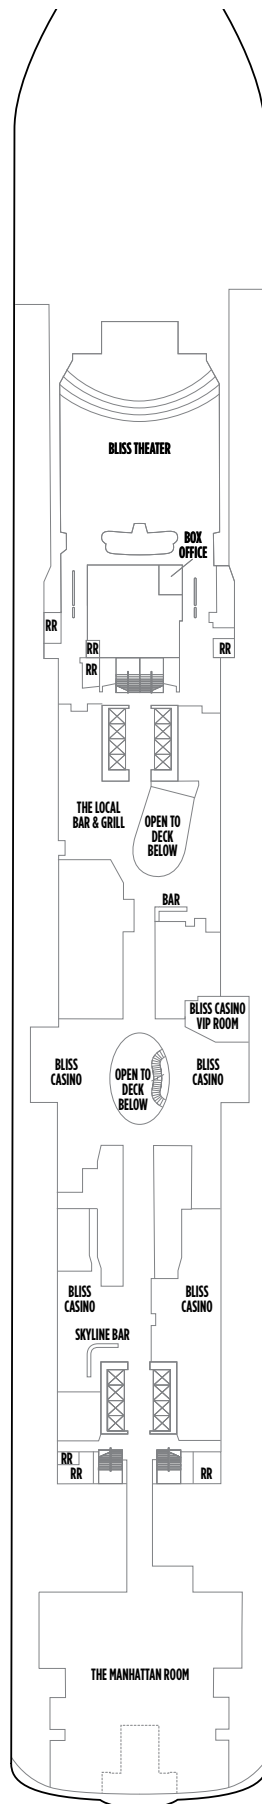 BLISS THEATER
BOX
OFFICE
RR
RR
RR
RR
THE LOCAL
BAR & GRILL
OPEN TO
DECK
BELOW
BAR
BLISS CASINO
VIP ROOM
BLISS
CASINO
OPEN TO
DECK
BELOW
BLISS
CASINO
BLISS
CASINO
BLISS
CASINO
SKYLINE BAR
RR
RR
RR
THE MANHATTAN ROOM